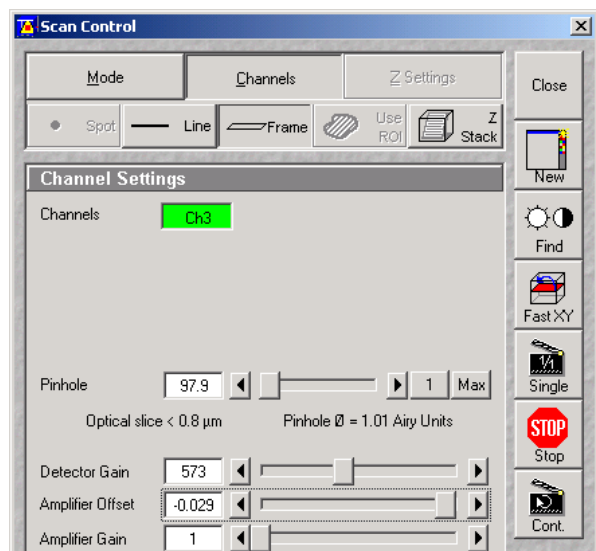 Scan Control
Mode Channels Z Settings Close
Spot Line Frame Use ROI Z Stack
New
Channel Settings
Channels Ch3
Find
Fast XY
Pinhole 97.9 1 Max
1/1
Single
Optical slice < 0.8 µm Pinhole Ø = 1.01 Airy Units
STOP
Stop
Detector Gain 573
Amplifier Offset -0.029
Cont.
Amplifier Gain 1